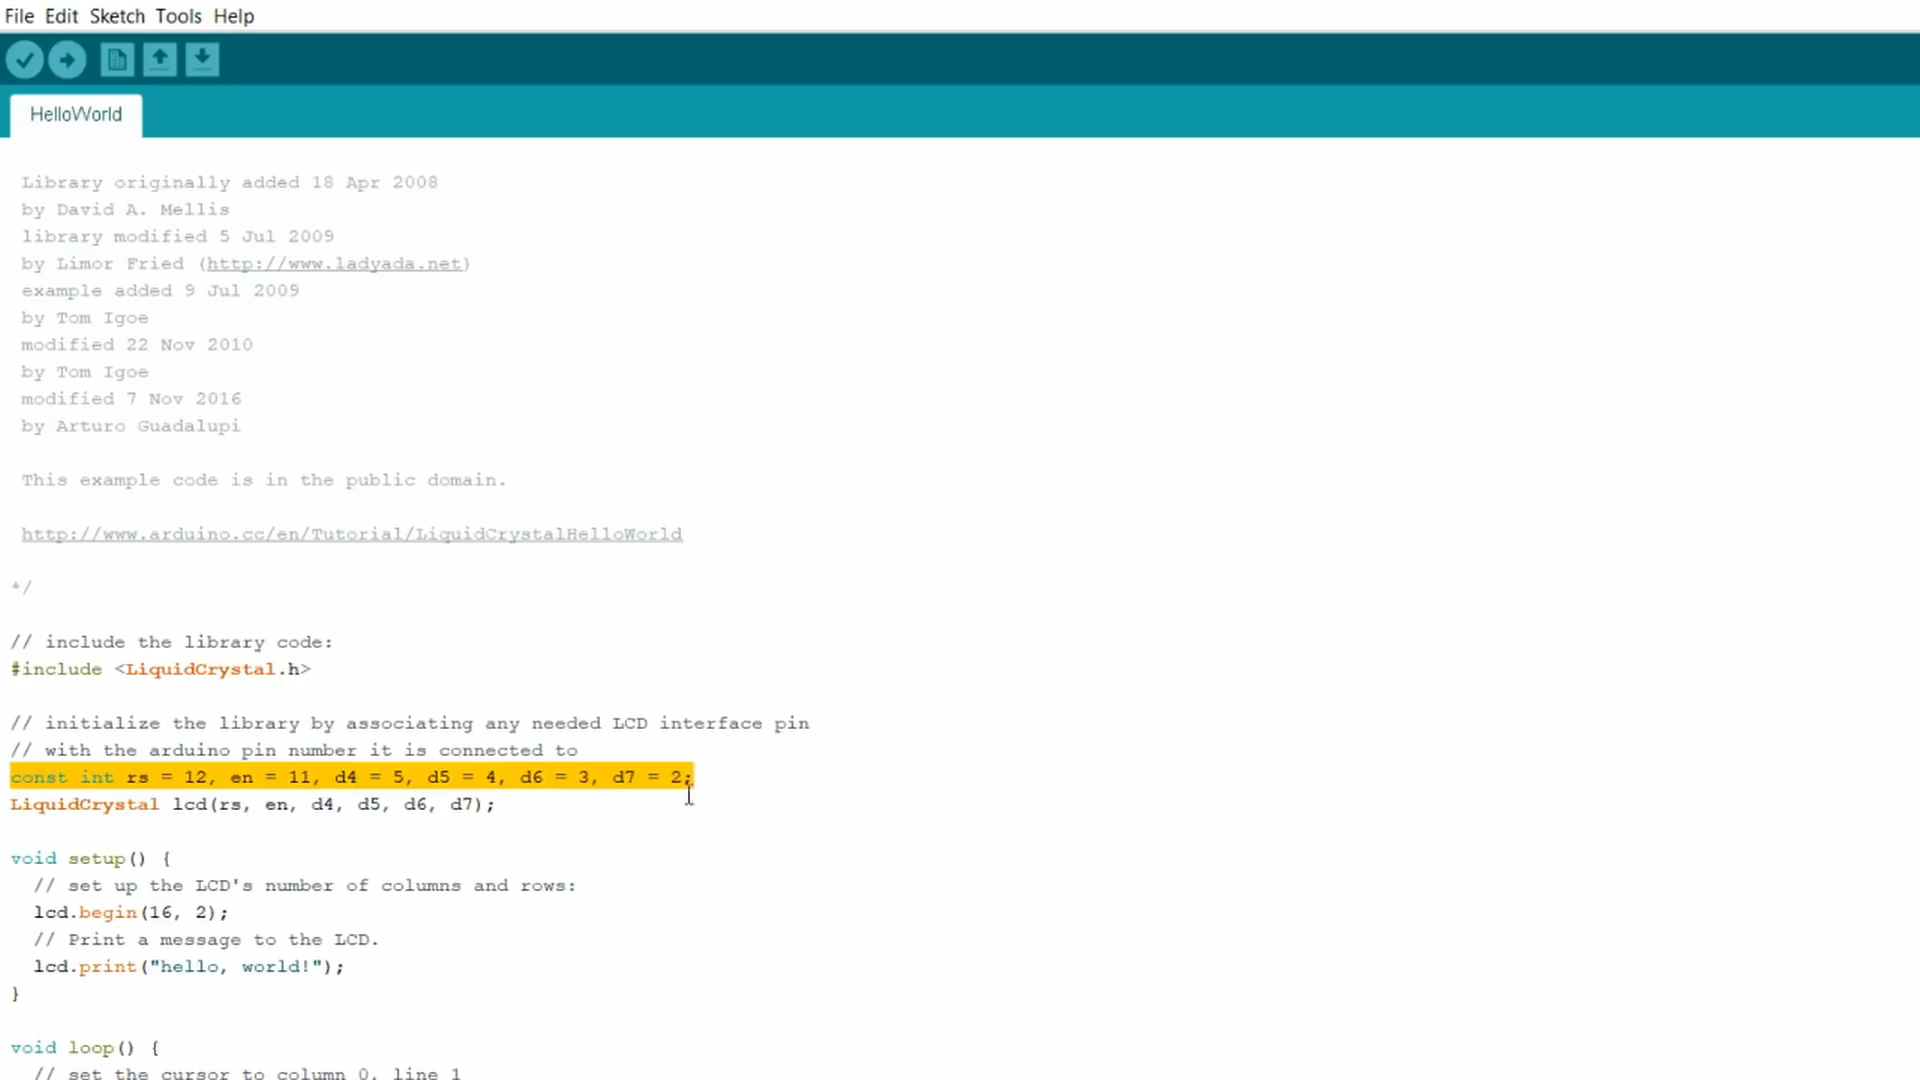 File Edit Sketch Tools Help
HelloWorld
Library originally added 18 Apr 2008
by David A. Mellis
library modified 5 Jul 2009
by Limor Fried (http://www.ladyada.net)
example added 9 Jul 2009
by Tom Igoe
modified 22 Nov 2010
by Tom Igoe
modified 7 Nov 2016
by Arturo Guadalupi
This example code is in the public domain.
http://www.arduino.cc/en/Tutorial/LiquidCrystalHelloWorld
*/
// include the library code:
#include <LiquidCrystal.h>
// initialize the library by associating any needed LCD interface pin
// with the arduino pin number it is connected to
const int rs = 12, en = 11, d4 = 5, d5 = 4, d6 = 3, d7 = 2;
LiquidCrystal lcd(rs, en, d4, d5, d6, d7);
void setup() {
// set up the LCD's number of columns and rows:
lcd.begin(16, 2);
// Print a message to the LCD.
lcd.print("hello, world!");
}
void loop() {
// set the cursor to column 0, line 1